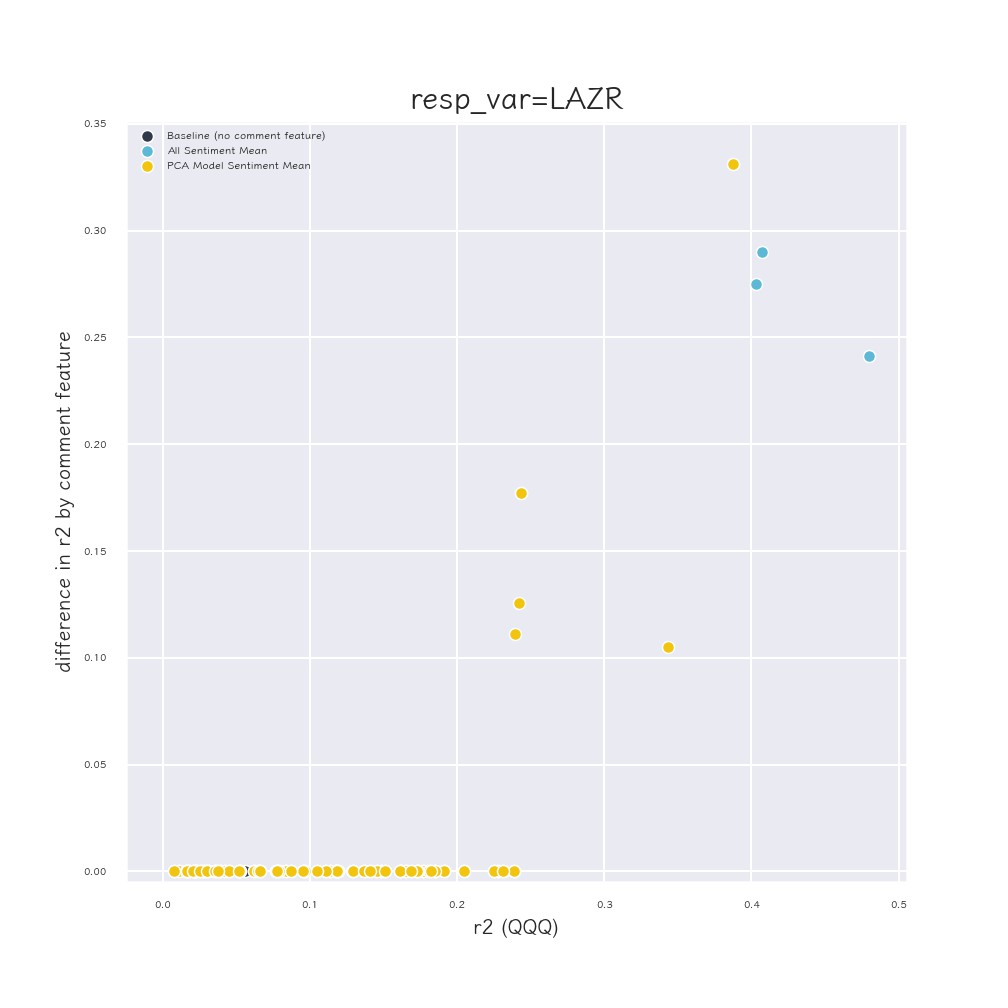 resp_var=LAZR
Baseline (no comment feature)
All Sentiment Mean
PCA Model Sentiment Mean
difference in r2 by comment feature
0.35
0.30
0.25
0.20
0.15
0.10
0.05
0.00
0.0 0.1 0.2 0.3 0.4 0.5
r2 (QQQ)